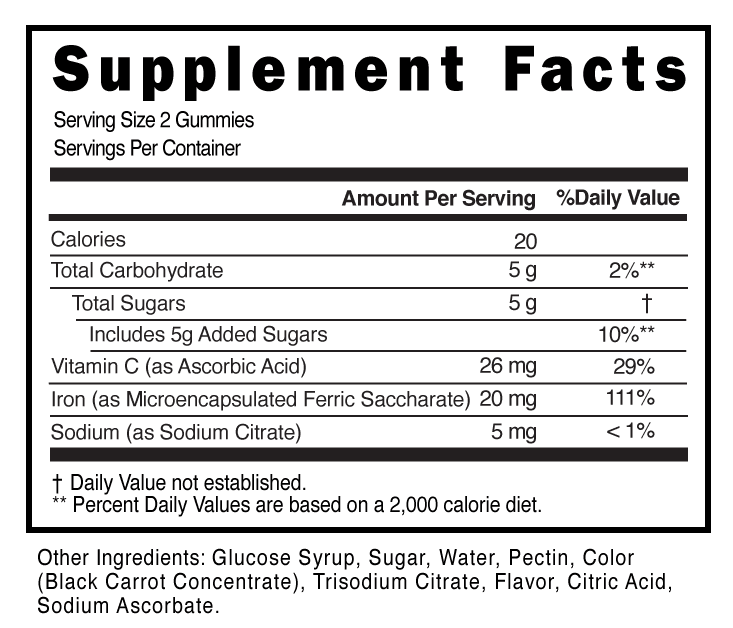 Supplement Facts
Serving Size 2 Gummies
Servings Per Container
Amount Per Serving %Daily Value
Calories 20
Total Carbohydrate 5 g 2%**
Total Sugars 5 g †
Includes 5g Added Sugars 10%**
Vitamin C (as Ascorbic Acid) 26 mg 29%
Iron (as Microencapsulated Ferric Saccharate) 20 mg 111%
Sodium (as Sodium Citrate) 5 mg < 1%
† Daily Value not established.
** Percent Daily Values are based on a 2,000 calorie diet.
Other Ingredients: Glucose Syrup, Sugar, Water, Pectin, Color
(Black Carrot Concentrate), Trisodium Citrate, Flavor, Citric Acid,
Sodium Ascorbate.